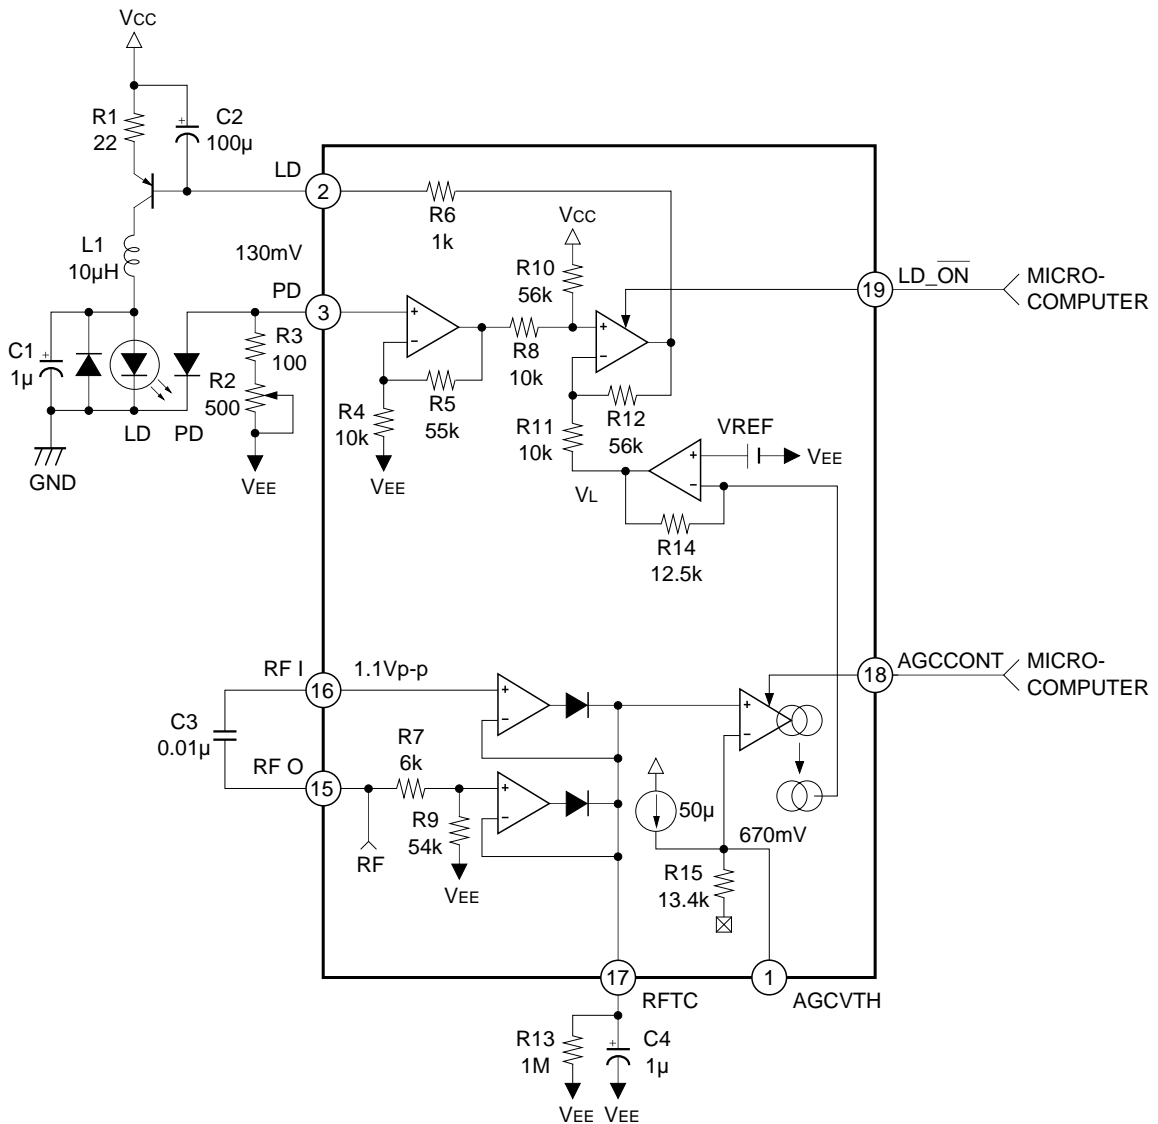 VCC
R1
22
C2
100µ
LD
2
R6
1k
VCC
L1
10µH
130mV
R10
56k
19
LD_ON
MICRO-
COMPUTER
PD
3
R3
100
C1
1µ
R2
500
R8
10k
R5
55k
R4
10k
R12
56k
R11
10k
VREF
VEE
LD
PD
GND
VEE
VEE
VL
R14
12.5k
RF I
16
1.1Vp-p
18
AGCCONT
MICRO-
COMPUTER
C3
0.01µ
RF O
15
R7
6k
R9
54k
RF
VEE
50µ
670mV
R15
13.4k
17
RFTC
1
AGCVTH
R13
1M
C4
1µ
VEE
VEE